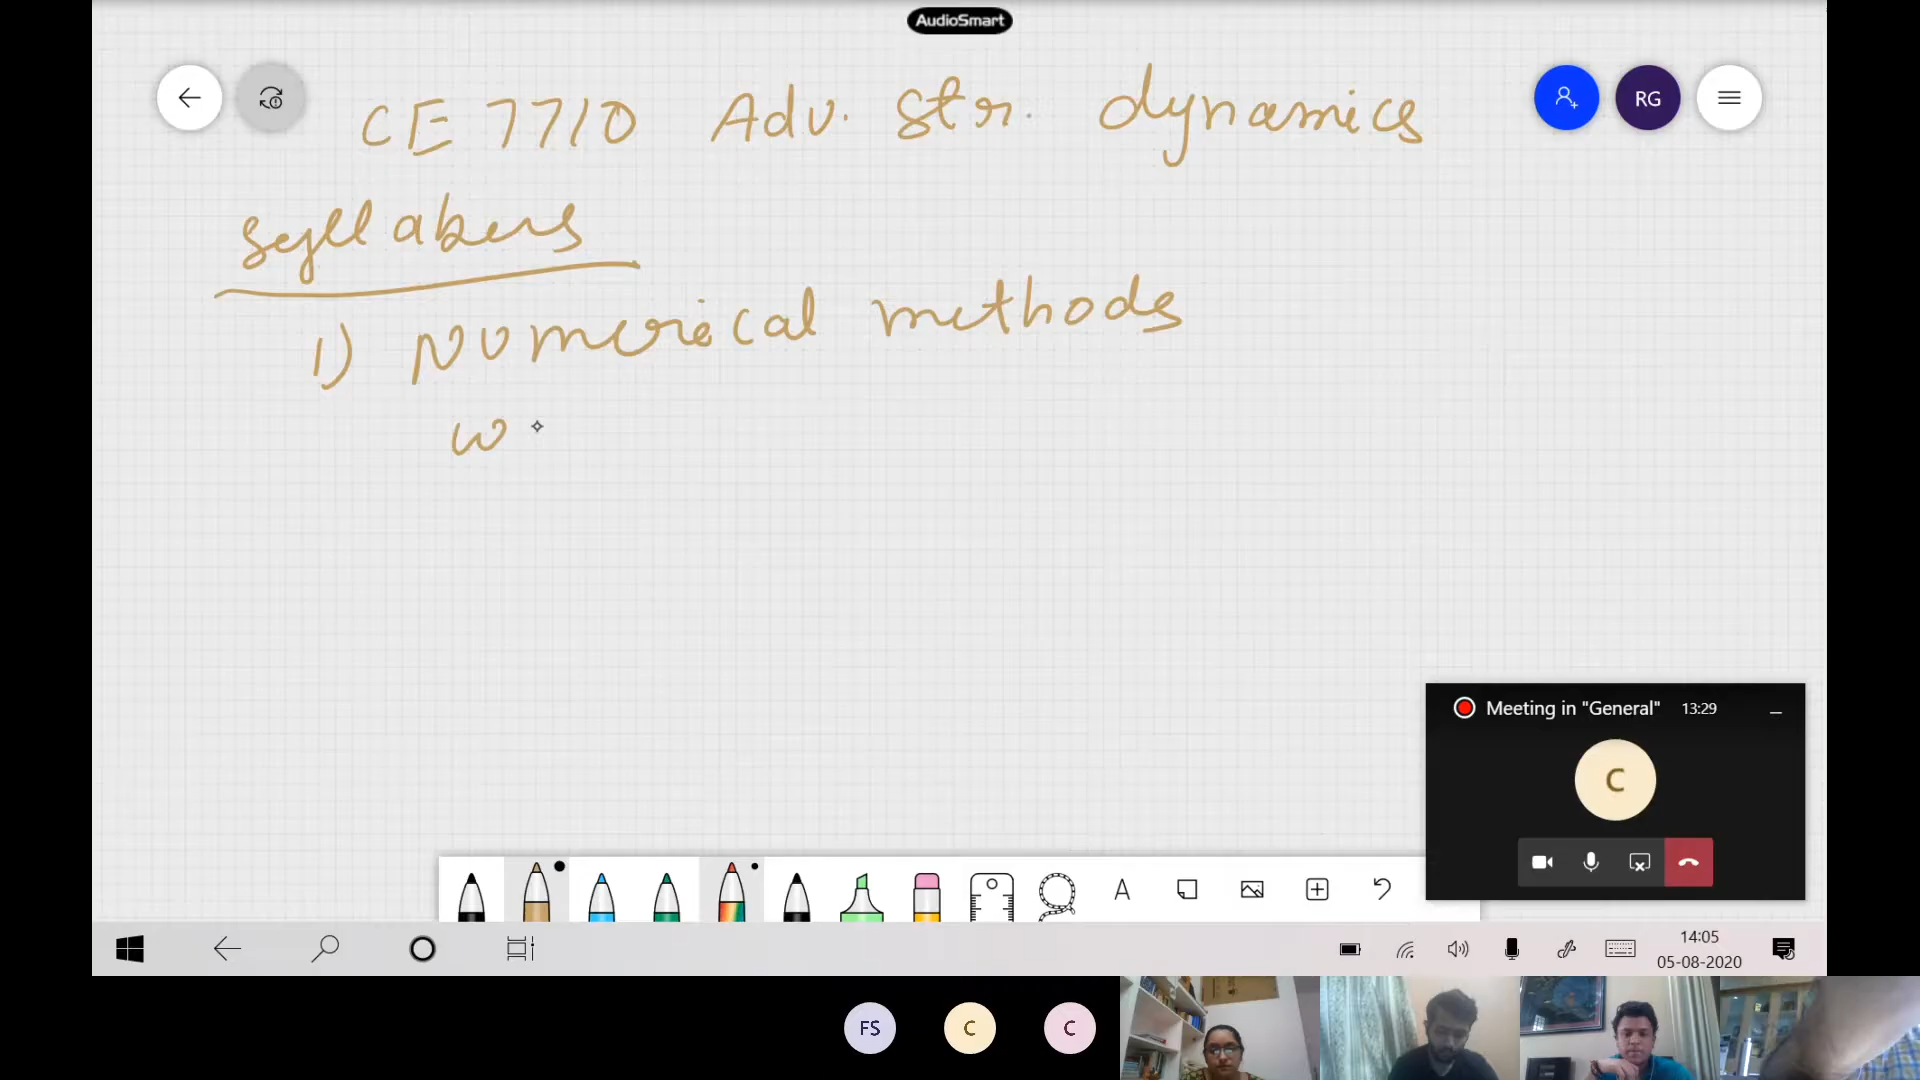 AudioSmart
CE 7710 Adv. Str. dynamics
RG
syllabus
1) Numerical methods
w
Meeting in "General" 13:29
C
A
14:05
05-08-2020
FS C C